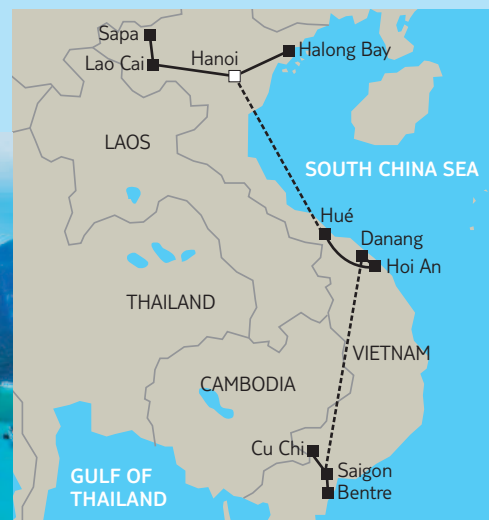 Sapa
Lao Cai
Hanoi
Halong Bay
LAOS
SOUTH CHINA SEA
Hué
Danang
Hoi An
THAILAND
VIETNAM
CAMBODIA
Cu Chi
Saigon
Bentre
GULF OF
THAILAND